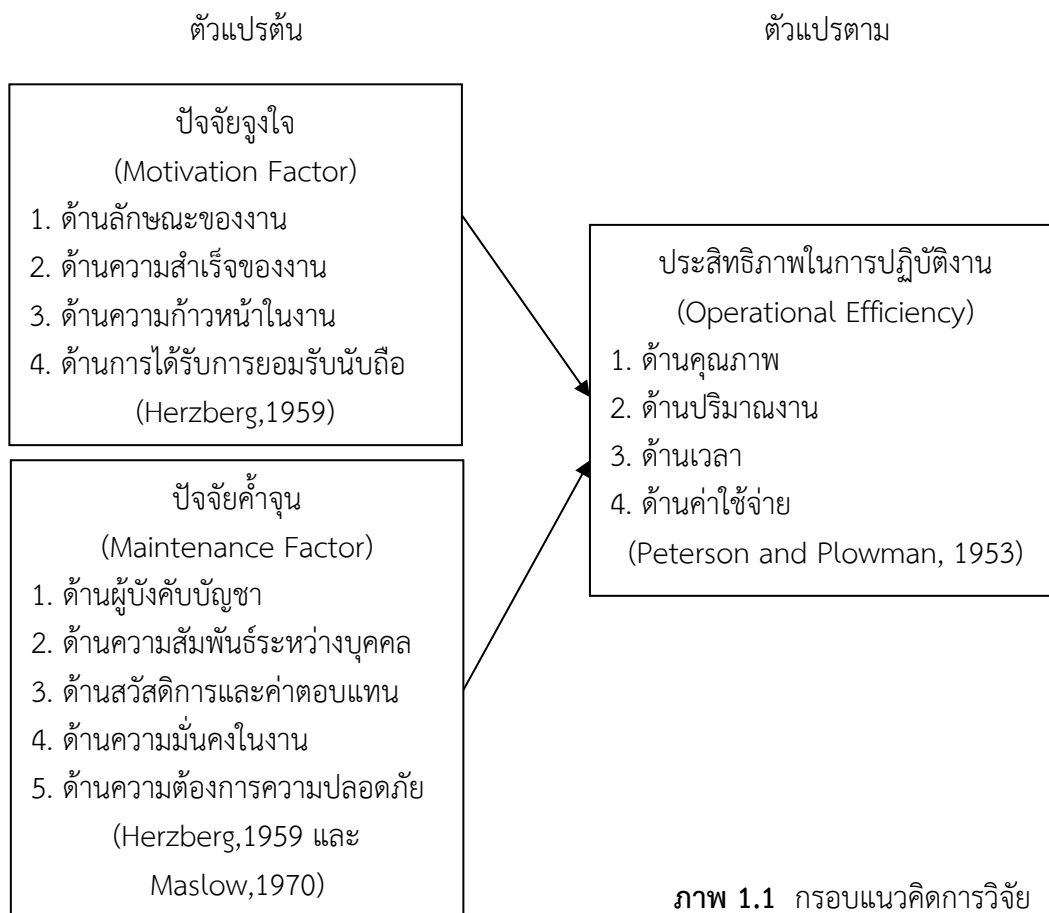 ตัวแปรต้น
ตัวแปรตาม
ปัจจัยจูงใจ
(Motivation Factor)
1. ด้านลักษณะของงาน
2. ด้านความสำเร็จของงาน
3. ด้านความก้าวหน้าในงาน
4. ด้านการได้รับการยอมรับนับถือ
(Herzberg,1959)
ปัจจัยค้ำจุน
(Maintenance Factor)
1. ด้านผู้บังคับบัญชา
2. ด้านความสัมพันธ์ระหว่างบุคคล
3. ด้านสวัสดิการและค่าตอบแทน
4. ด้านความมั่นคงในงาน
5. ด้านความต้องการความปลอดภัย
(Herzberg,1959 และ
Maslow,1970)
ประสิทธิภาพในการปฏิบัติงาน
(Operational Efficiency)
1. ด้านคุณภาพ
2. ด้านปริมาณงาน
3. ด้านเวลา
4. ด้านค่าใช้จ่าย
(Peterson and Plowman, 1953)
ภาพ 1.1 กรอบแนวคิดการวิจัย